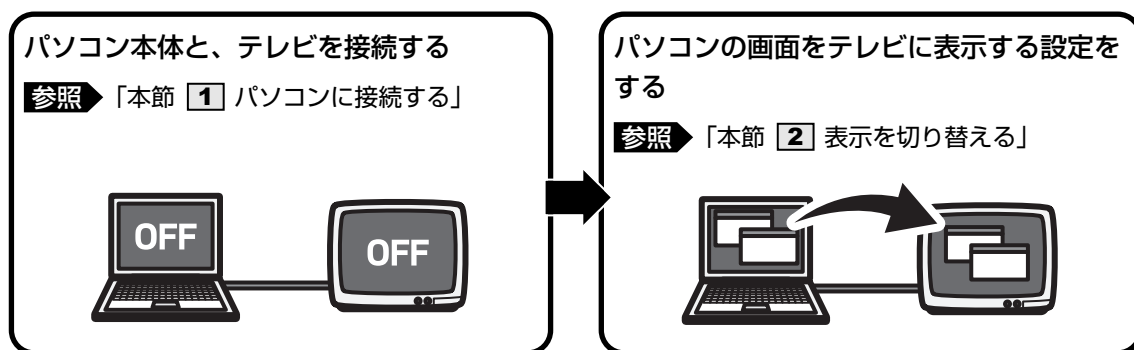 パソコン本体と、テレビを接続する
参照 「本節 1 パソコンに接続する」
OFF
OFF
パソコンの画面をテレビに表示する設定を
する
参照 「本節 2 表示を切り替える」